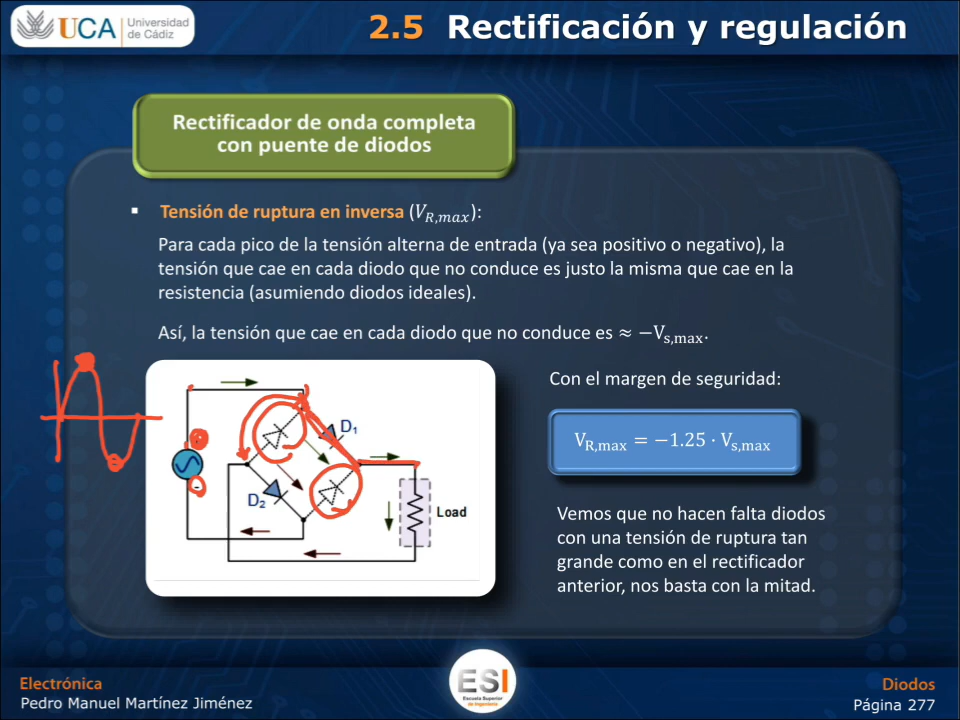 UCA Universidad
de Cádiz
2.5 Rectificación y regulación
Rectificador de onda completa
con puente de diodos
▪ Tensión de ruptura en inversa (V_{R,max}):
Para cada pico de la tensión alterna de entrada (ya sea positivo o negativo), la
tensión que cae en cada diodo que no conduce es justo la misma que cae en la
resistencia (asumiendo diodos ideales).
Así, la tensión que cae en cada diodo que no conduce es ≈ −V_{s,max}.
Con el margen de seguridad:
V_{R,max} = −1.25 · V_{s,max}
D₁
D₂
Load
Vemos que no hacen falta diodos
con una tensión de ruptura tan
grande como en el rectificador
anterior, nos basta con la mitad.
Electrónica
Pedro Manuel Martínez Jiménez
ESI
Escuela Superior
de Ingeniería
Diodos
Página 277